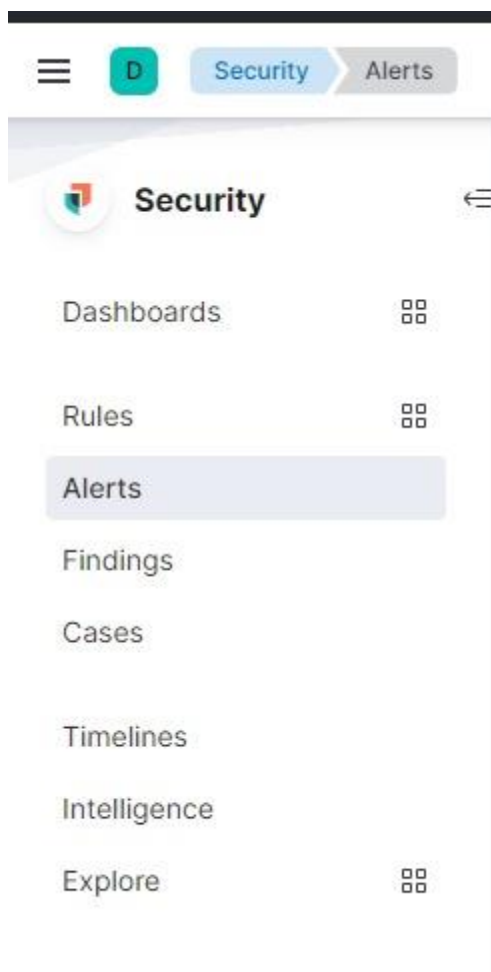 D Security Alerts
Security
Dashboards
Rules
Alerts
Findings
Cases
Timelines
Intelligence
Explore